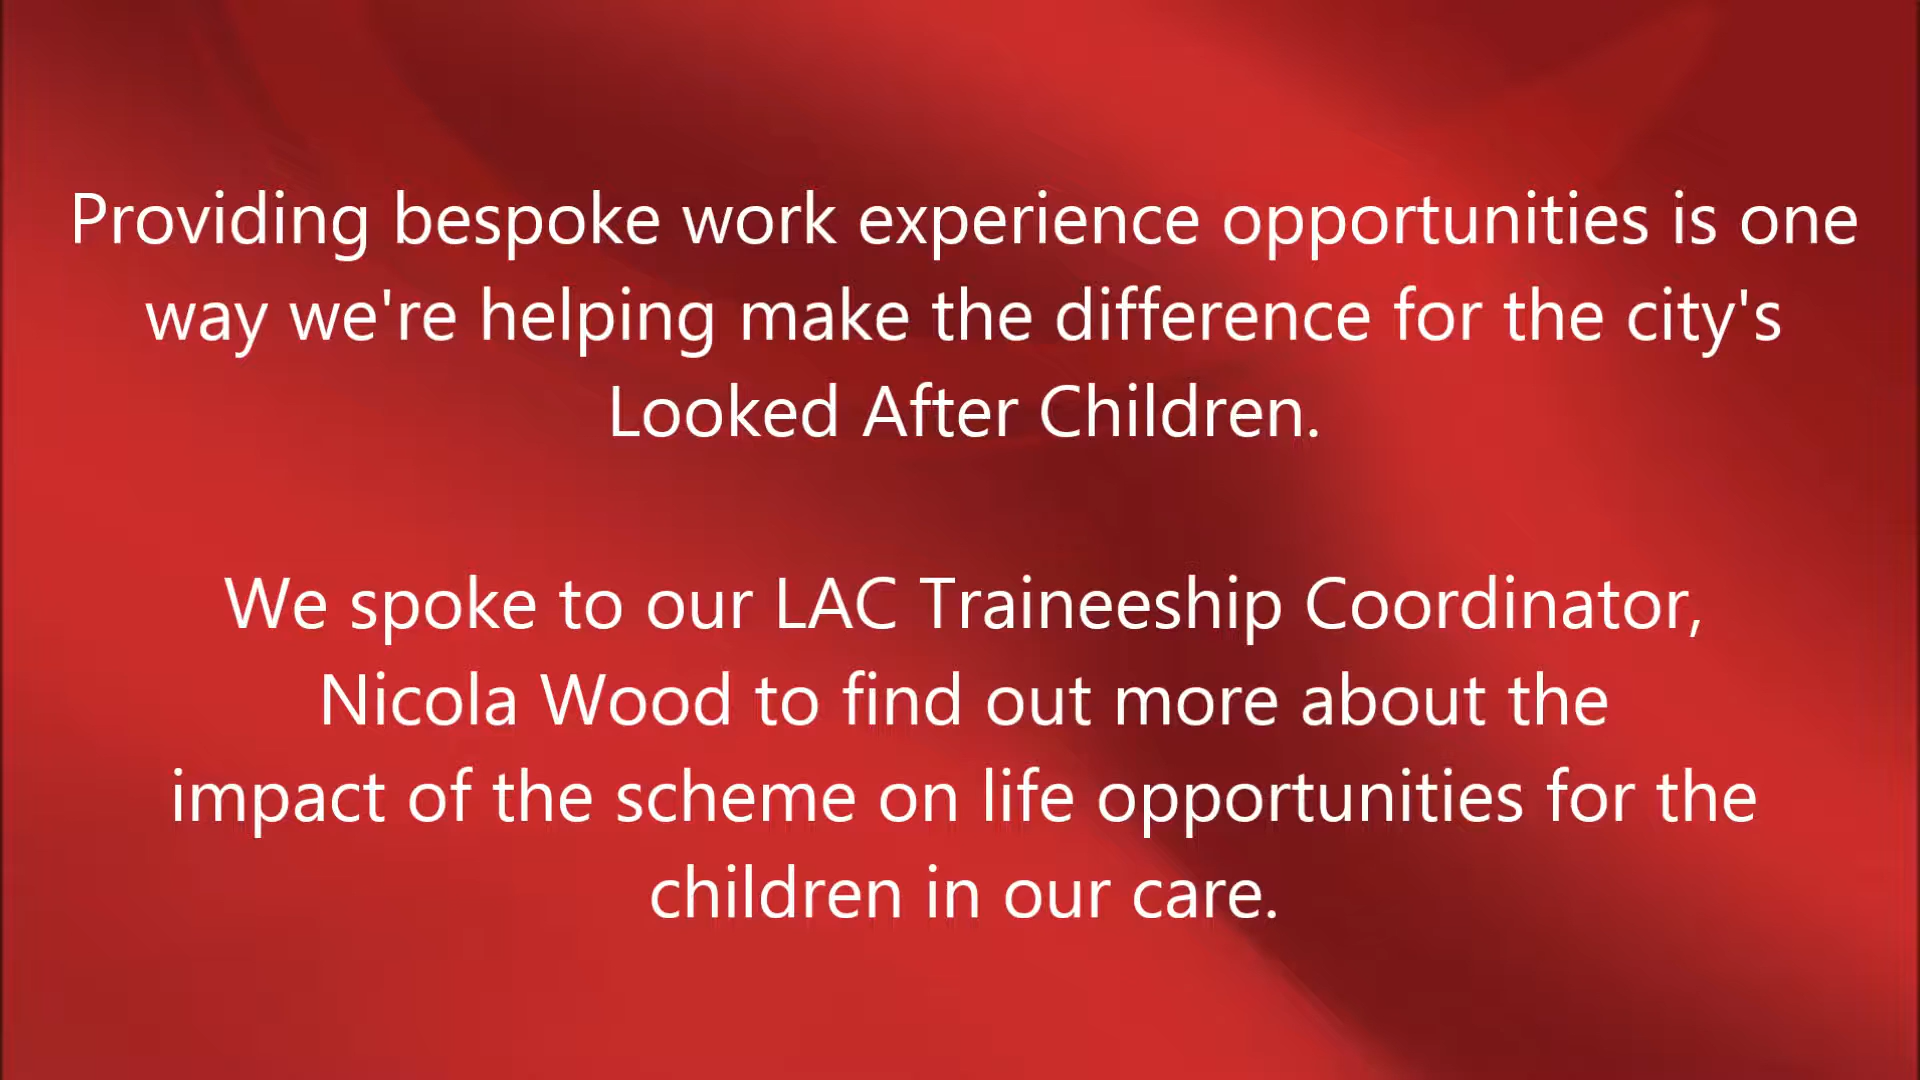 Providing bespoke work experience opportunities is one
way we're helping make the difference for the city's
Looked After Children.
We spoke to our LAC Traineeship Coordinator,
Nicola Wood to find out more about the
impact of the scheme on life opportunities for the
children in our care.